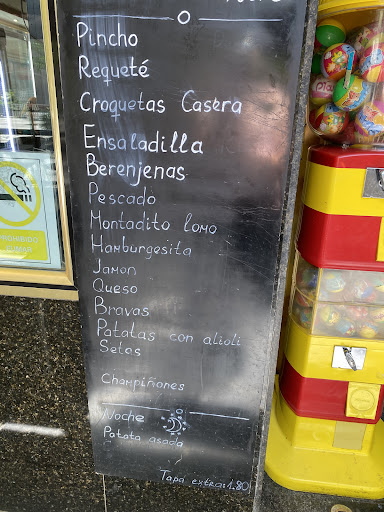 Pincho
Requeté
Croquetas Casera
Ensaladilla
Berenjenas
Pescado
Montadito lomo
Hamburgesita
Jamon
Queso
Bravas
Patatas con alioli
Setas
Champiñones
Noche
Patata asada
Tapa extra:1.80